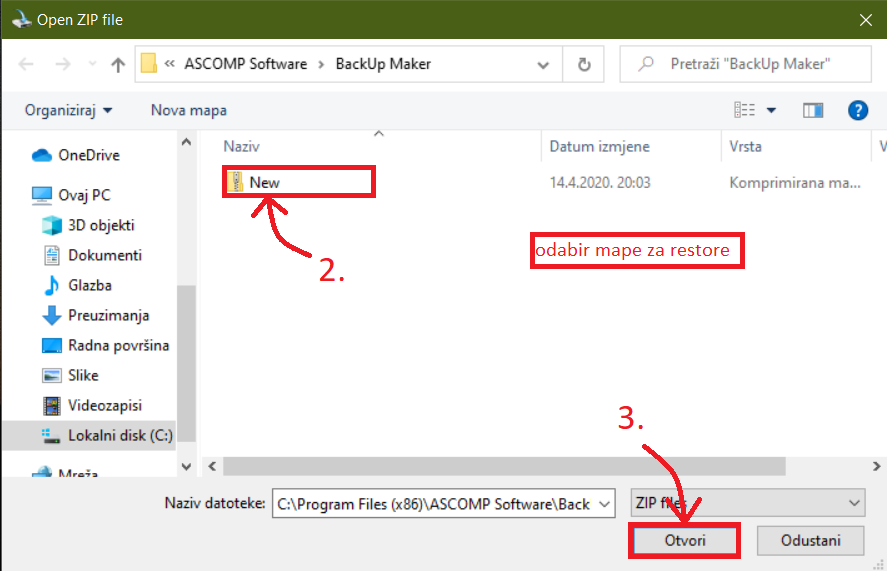 Open ZIP file
« ASCOMP Software › BackUp Maker
Pretraži "BackUp Maker"
Organiziraj
Nova mapa
?
Naziv
Datum izmjene
Vrsta
V
OneDrive
Ovaj PC
3D objekti
Dokumenti
Glazba
Preuzimanja
Radna površina
Slike
Videozapisi
Lokalni disk (C:)
Mreža
New
14.4.2020. 20:03
Komprimirana ma...
2.
odabir mape za restore
3.
Naziv datoteke:
C:\Program Files (x86)\ASCOMP Software\Back
ZIP files
Otvori
Odustani